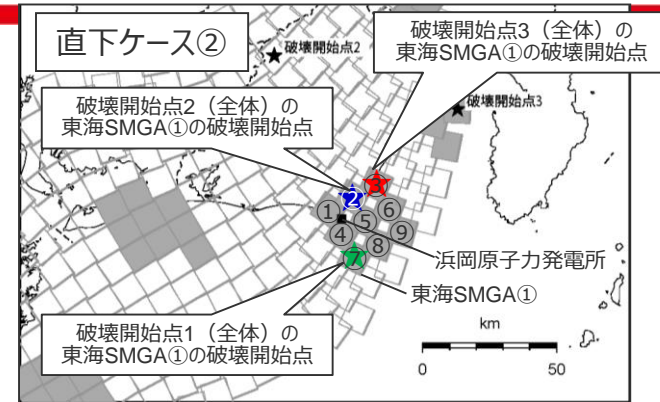 直下ケース②
破壊開始点2
破壊開始点3（全体）の
東海SMGA①の破壊開始点
破壊開始点3
破壊開始点2（全体）の
東海SMGA①の破壊開始点
3
2
①
⑥
⑤
④
⑨
⑧
7
浜岡原子力発電所
東海SMGA①
破壊開始点1（全体）の
東海SMGA①の破壊開始点
km
0
50